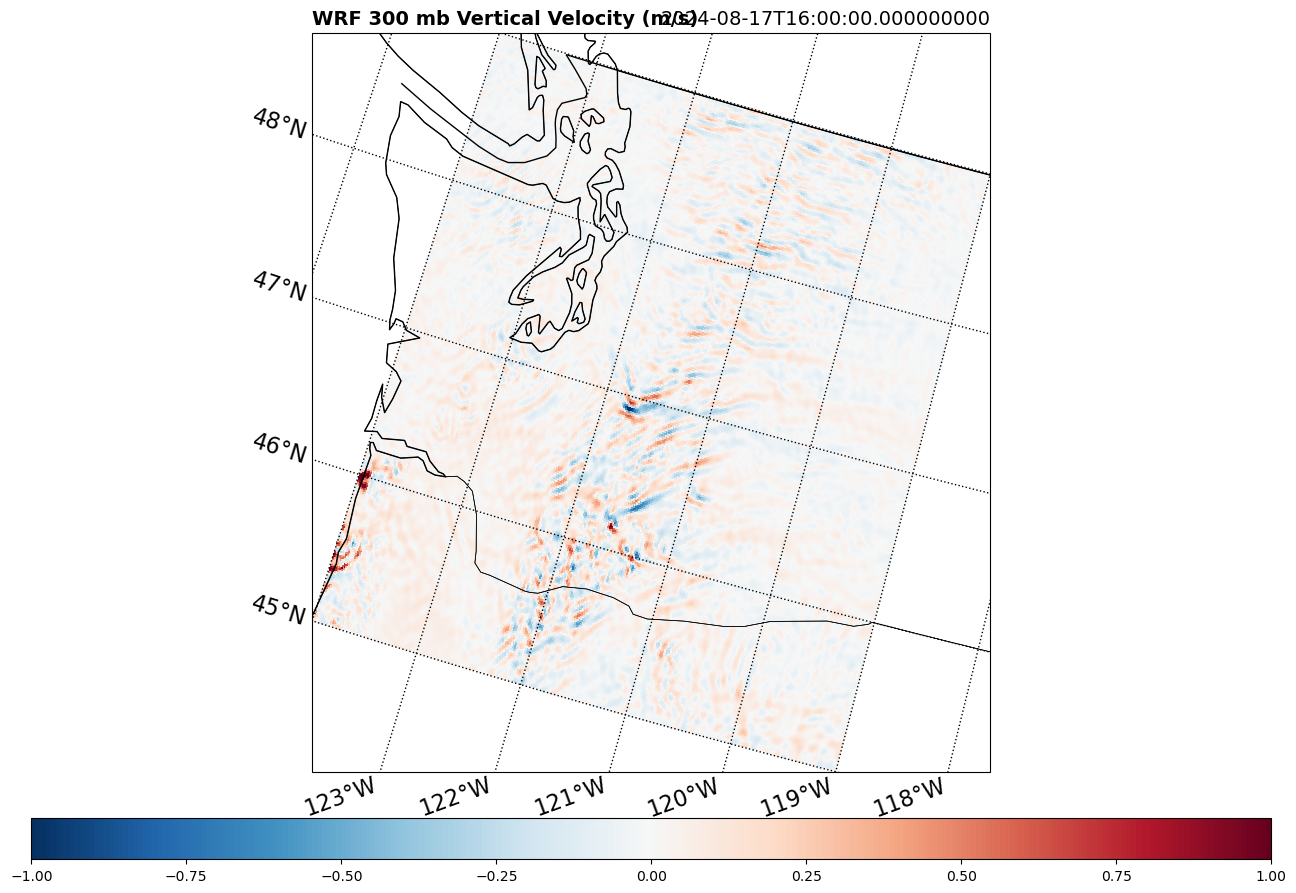 WRF 300 mb Vertical Velocity (m/s)
2024-08-17T16:00:00.000000000
48°N
47°N
46°N
45°N
123°W 122°W 121°W 120°W 119°W 118°W
−1.00 −0.75 −0.50 −0.25 0.00 0.25 0.50 0.75 1.00